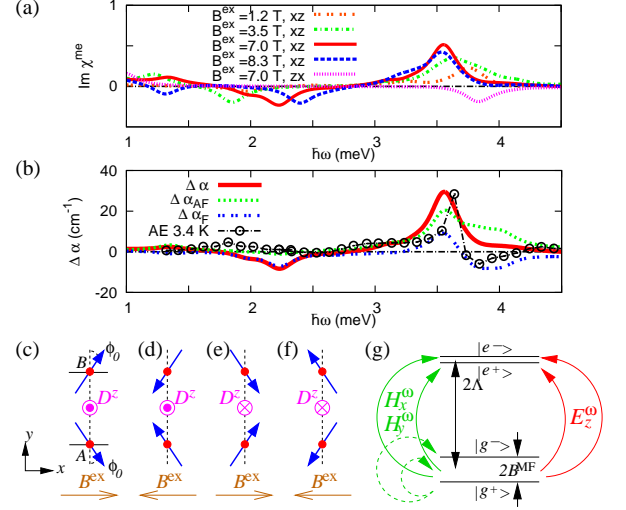 (a)
Im χ^me
B^ex =1.2 T, xz
B^ex =3.5 T, xz
B^ex =7.0 T, xz
B^ex =8.3 T, xz
B^ex =7.0 T, zx
1
0
1 2 3 4
ħω (meV)
(b)
Δ α (cm⁻¹)
40
20
0
-20
Δ α
Δ α_AF
Δ α_F
AE 3.4 K
1 2 3 4
ħω (meV)
(c) (d) (e) (f) (g)
B ϕ₀
D^z D^z D^z
A ϕ₀
y
x
B^ex B^ex B^ex B^ex
|e⁻>
|e⁺>
2Λ
H_x^ω
H_y^ω
E_z^ω
|g⁻>
2B^MF
|g⁺>